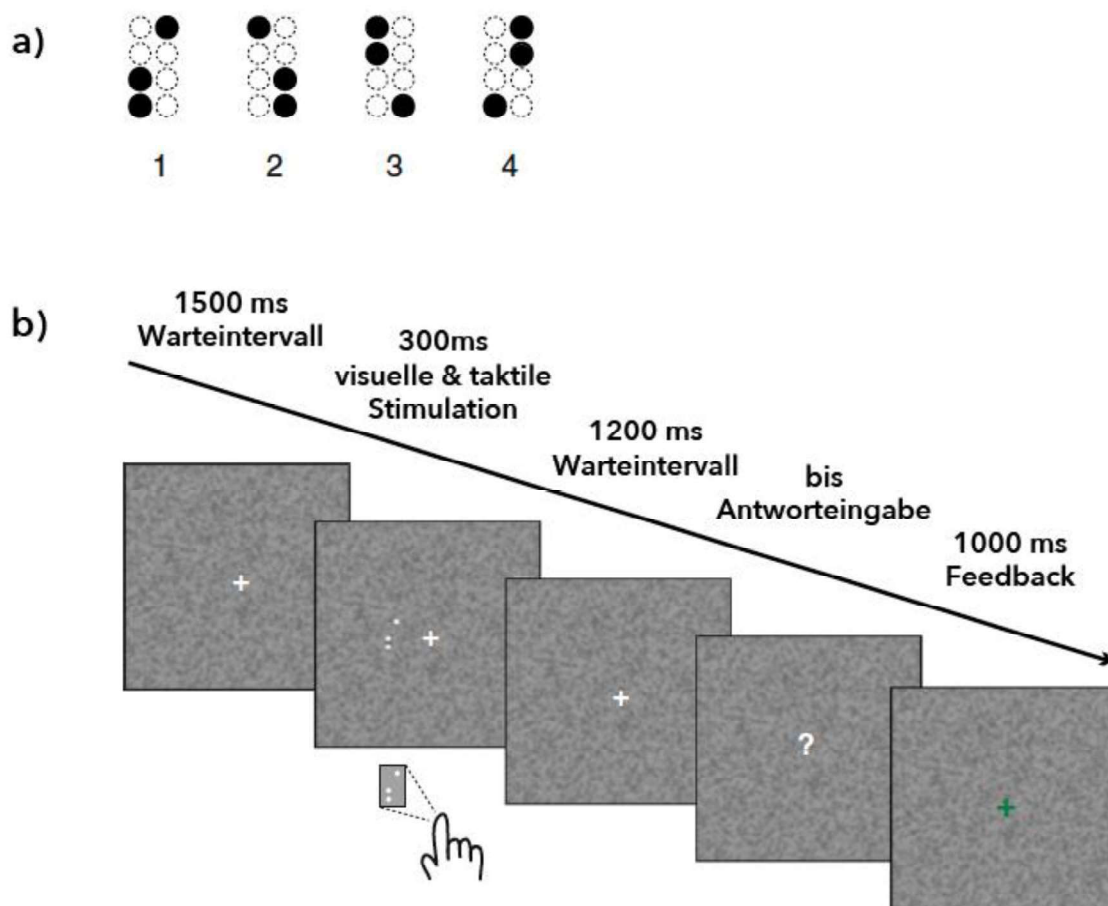 a)
1 2 3 4
b)
1500 ms
Warteintervall
300ms
visuelle & taktile
Stimulation
1200 ms
Warteintervall
bis
Antworteingabe
1000 ms
Feedback
?